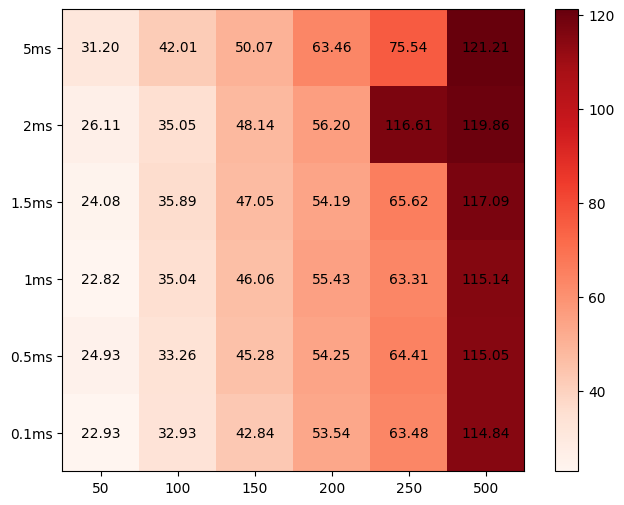 5ms 31.20 42.01 50.07 63.46 75.54 121.21
2ms 26.11 35.05 48.14 56.20 116.61 119.86
1.5ms 24.08 35.89 47.05 54.19 65.62 117.09
1ms 22.82 35.04 46.06 55.43 63.31 115.14
0.5ms 24.93 33.26 45.28 54.25 64.41 115.05
0.1ms 22.93 32.93 42.84 53.54 63.48 114.84
50 100 150 200 250 500
120
100
80
60
40